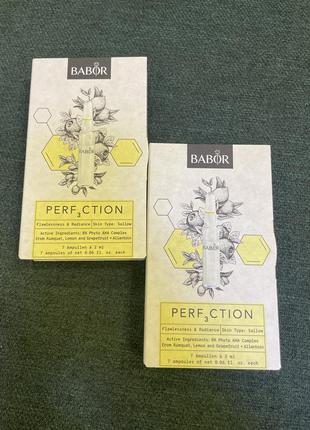 BABOR
PERF3CTION
Flawlessness & Radiance | Skin Type: Sallow
Active Ingredients: 8% Phyto AHA Complex
from Kumquat, Lemon and Grapefruit + Allantoin
7 Ampullen à 2 ml
7 ampoules of net 0.06 fl. oz. each
BABOR
PERF3CTION
Flawlessness & Radiance | Skin Type: Sallow
Active Ingredients: 8% Phyto AHA Complex
from Kumquat, Lemon and Grapefruit + Allantoin
7 Ampullen à 2 ml
7 ampoules of net 0.06 fl. oz. each